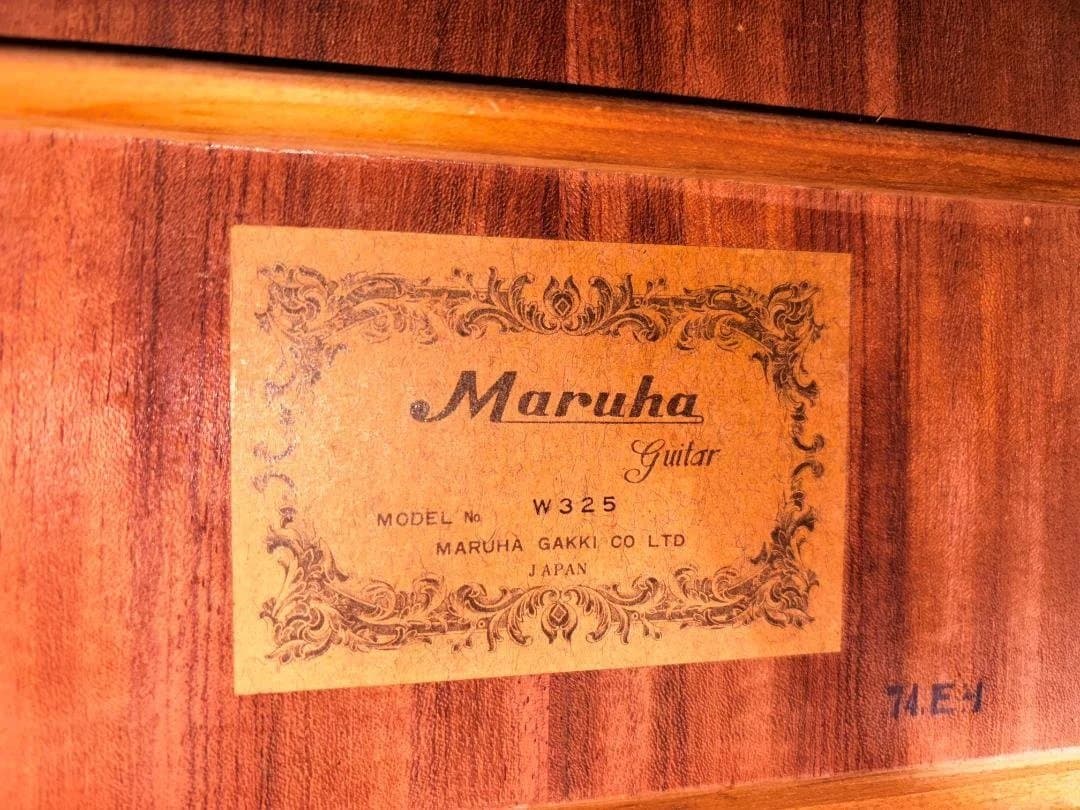 Maruha
Guitar
MODEL No. W325
MARUHA GAKKI CO LTD
JAPAN
74.E-1